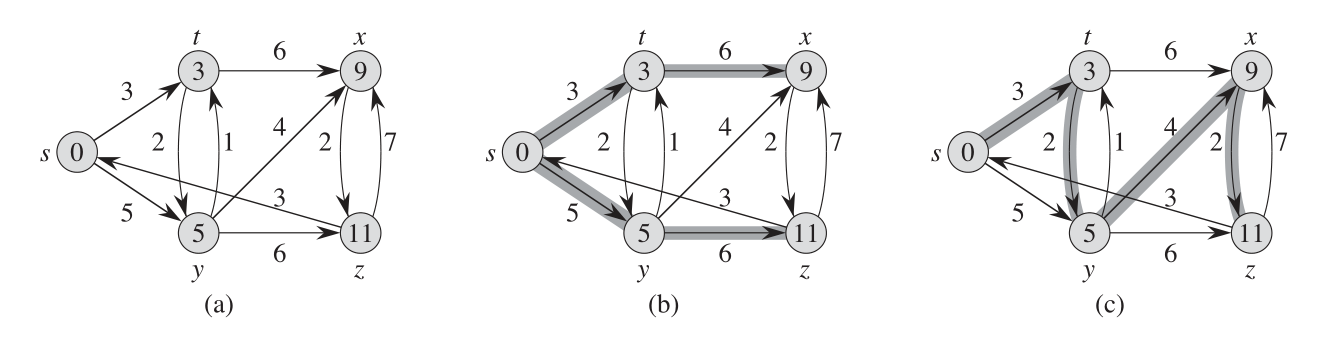 t x t x t x
6 6 6
3 9 3 9 3 9
3 3 3
2 1 4 2 7 2 1 4 2 7 2 1 4 2 7
s 0 s 0 s 0
5 3 5 3 5 3
5 11 5 11 5 11
6 6 6
y z y z y z
(a) (b) (c)